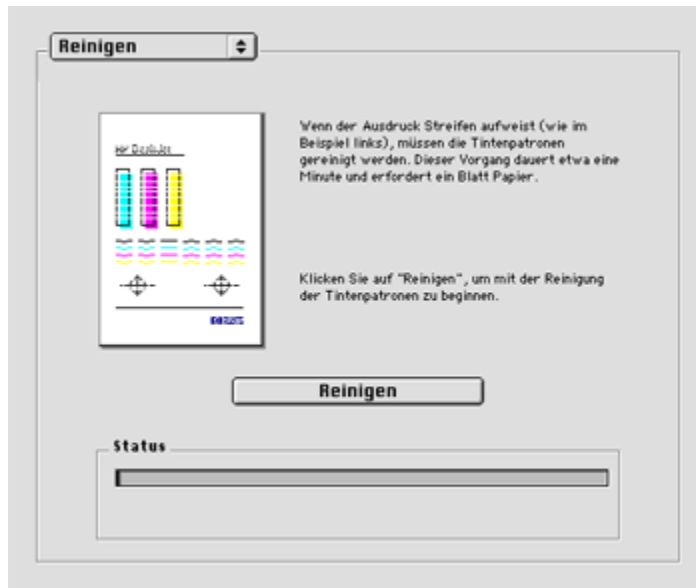 Reinigen
Wenn der Ausdruck Streifen aufweist (wie im
Beispiel links), müssen die Tintenpatronen
gereinigt werden. Dieser Vorgang dauert etwa eine
Minute und erfordert ein Blatt Papier.
Klicken Sie auf "Reinigen", um mit der Reinigung
der Tintenpatronen zu beginnen.
Reinigen
Status